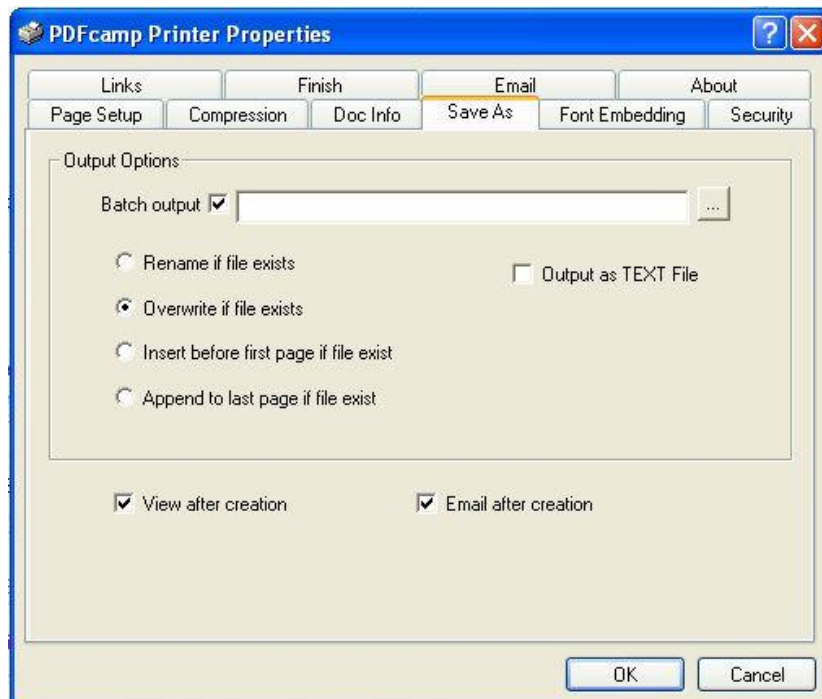 PDFcamp Printer Properties
Links Finish Email About
Page Setup Compression Doc Info Save As Font Embedding Security
Output Options
Batch output ...
Rename if file exists
Output as TEXT File
Overwrite if file exists
Insert before first page if file exist
Append to last page if file exist
View after creation Email after creation
OK Cancel